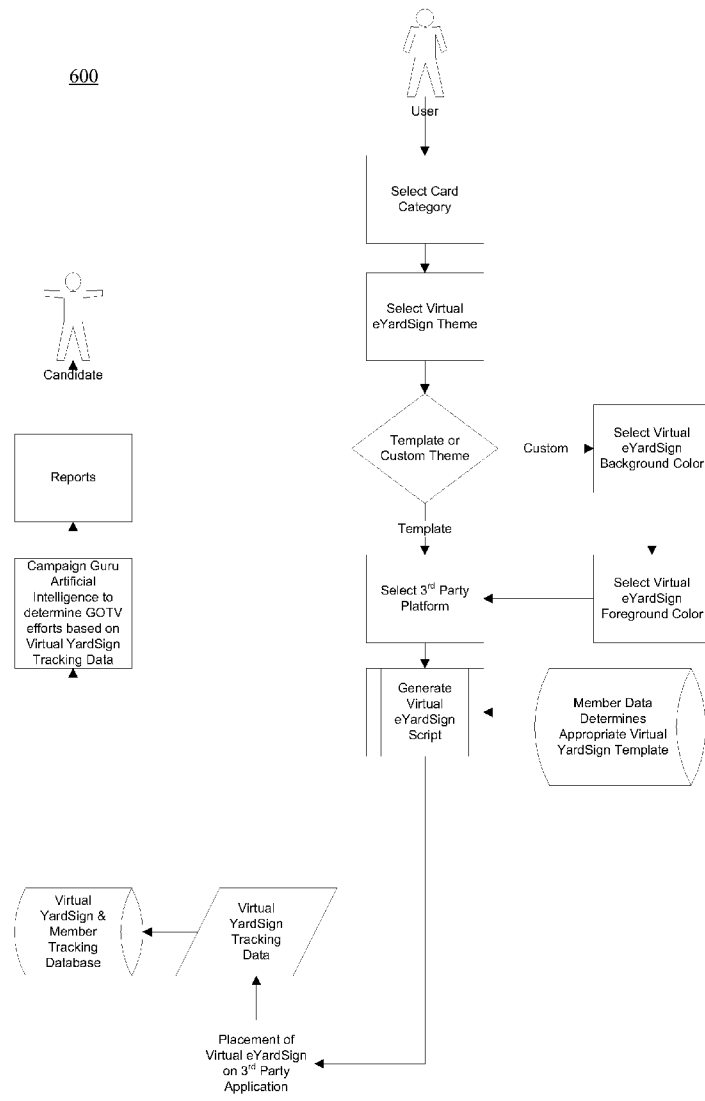 600
User
Select Card
Category
Select Virtual
eYardSign Theme
Candidate
Template or
Custom Theme
Custom
Select Virtual
eYardSign
Background Color
Reports
Template
Campaign Guru
Artificial
Intelligence to
determine GOTV
efforts based on
Virtual YardSign
Tracking Data
Select 3rd Party
Platform
Select Virtual
eYardSign
Foreground Color
Generate
Virtual
eYardSign
Script
Member Data
Determines
Appropriate Virtual
YardSign Template
Virtual
YardSign &
Member
Tracking
Database
Virtual
YardSign
Tracking
Data
Placement of
Virtual eYardSign
on 3rd Party
Application